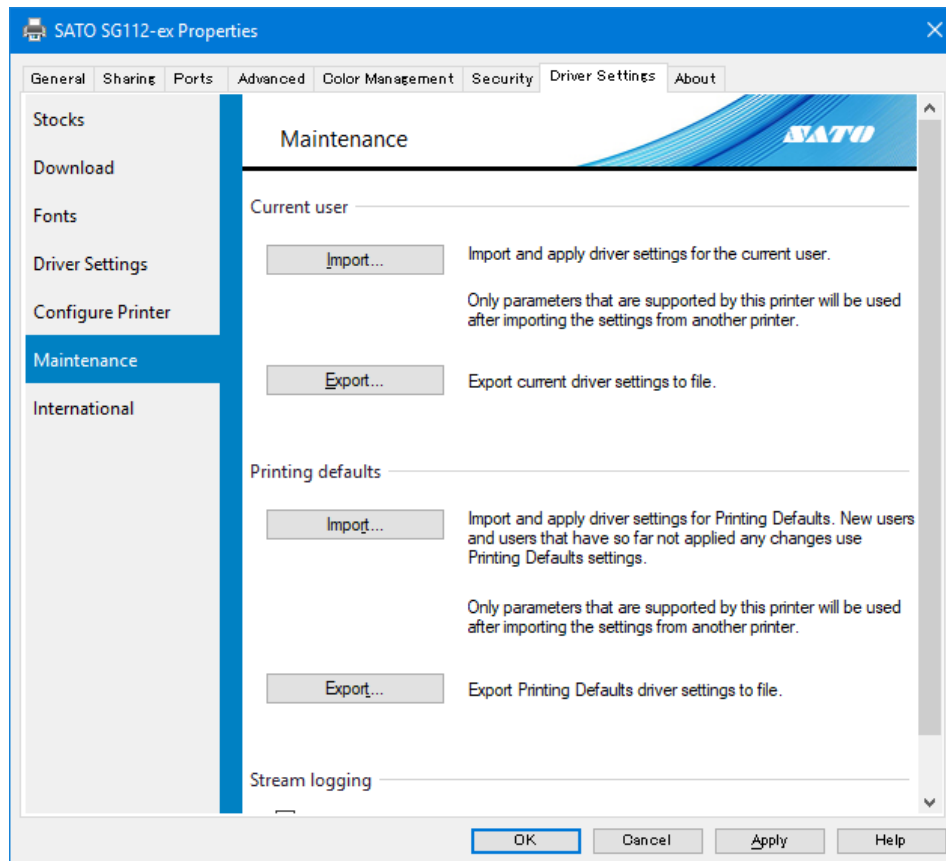 SATO SG112-ex Properties
General Sharing Ports Advanced Color Management Security Driver Settings About
Stocks
Download
Fonts
Driver Settings
Configure Printer
Maintenance
International
Maintenance
SATO
Current user
Import...
Import and apply driver settings for the current user.
Only parameters that are supported by this printer will be used
after importing the settings from another printer.
Export...
Export current driver settings to file.
Printing defaults
Import...
Import and apply driver settings for Printing Defaults. New users
and users that have so far not applied any changes use
Printing Defaults settings.
Only parameters that are supported by this printer will be used
after importing the settings from another printer.
Export...
Export Printing Defaults driver settings to file.
Stream logging
OK Cancel Apply Help